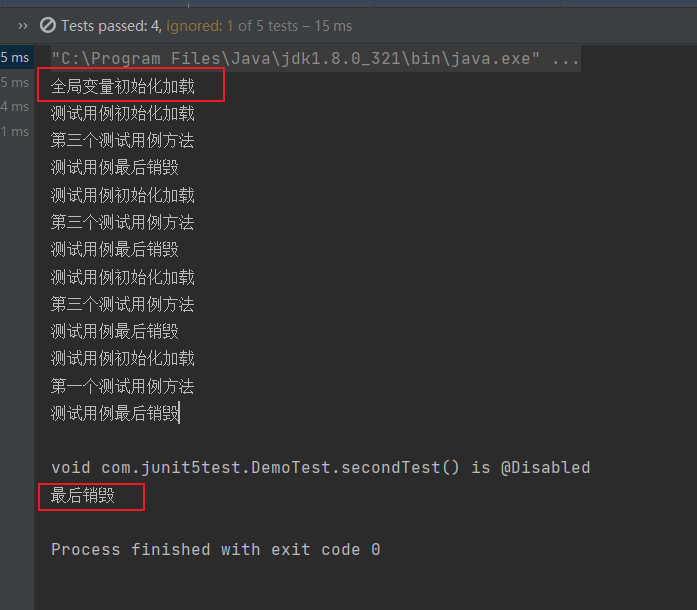 ›› Tests passed: 4, ignored: 1 of 5 tests – 15 ms
5 ms "C:\Program Files\Java\jdk1.8.0_321\bin\java.exe" ...
5 ms 全局变量初始化加载
4 ms 测试用例初始化加载
1 ms 第三个测试用例方法
测试用例最后销毁
测试用例初始化加载
第三个测试用例方法
测试用例最后销毁
测试用例初始化加载
第三个测试用例方法
测试用例最后销毁
测试用例初始化加载
第一个测试用例方法
测试用例最后销毁
void com.junit5test.DemoTest.secondTest() is @Disabled
最后销毁
Process finished with exit code 0